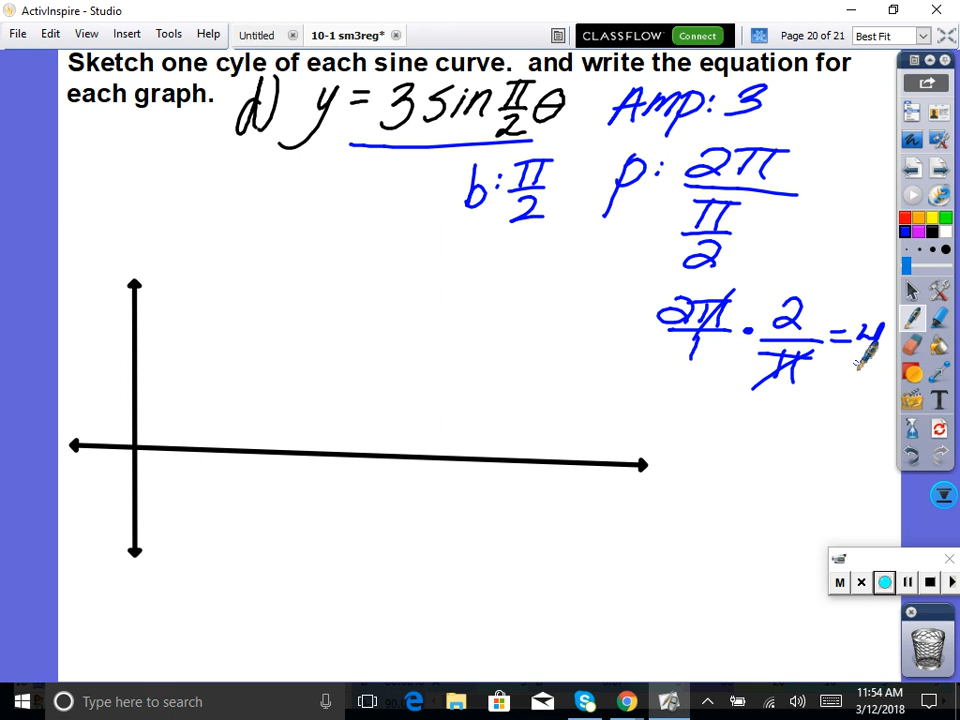 ActivInspire - Studio
File Edit View Insert Tools Help Untitled 10-1 sm3reg* CLASSFLOW Connect Page 20 of 21 Best Fit
Sketch one cyle of each sine curve. and write the equation for
each graph.
d) y = 3 sin π/2 θ Amp: 3
b: π/2 p: 2π / π/2
2π/1 • 2/π = 4
T
M
Type here to search
11:54 AM
3/12/2018